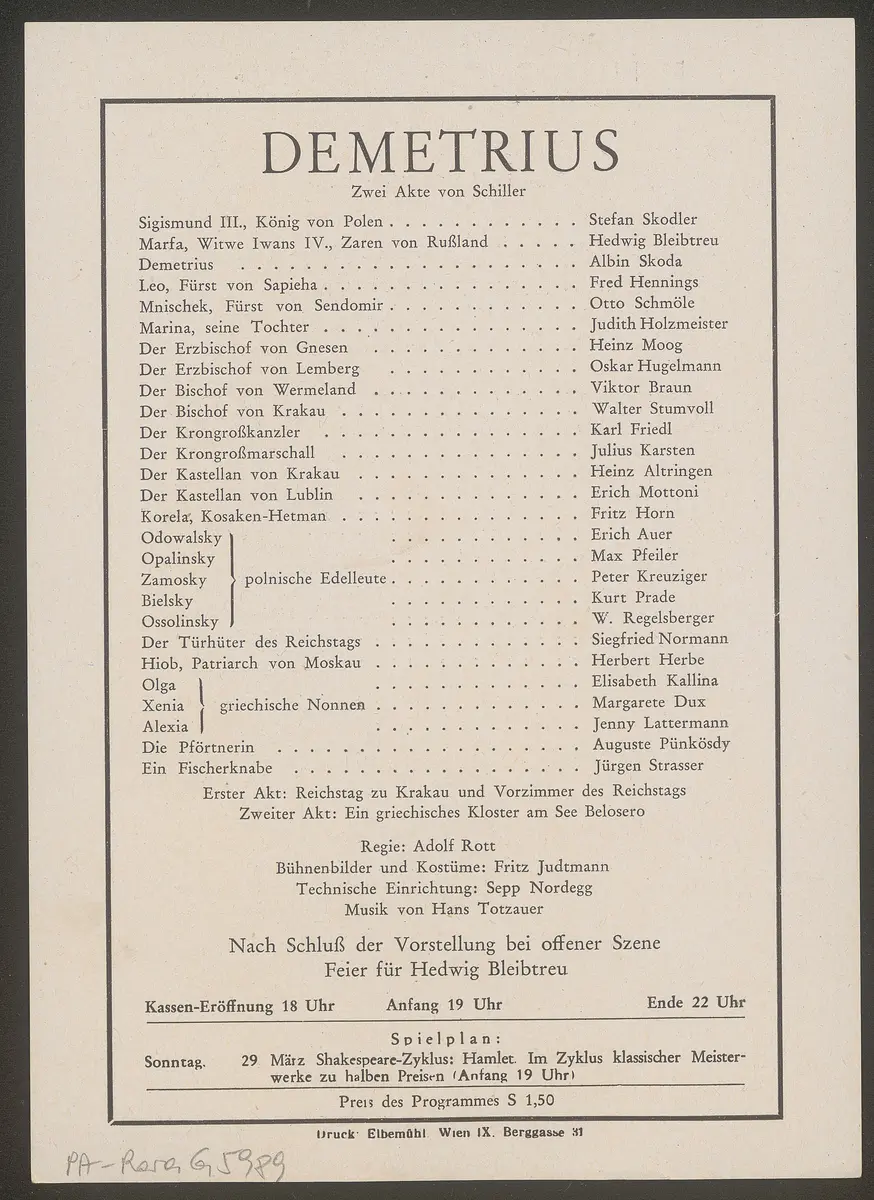 DEMETRIUS
Zwei Akte von Schiller
Sigismund III., König von Polen . . . . . . . . . . . . Stefan Skodler
Marfa, Witwe Iwans IV., Zaren von Rußland . . . . . Hedwig Bleibtreu
Demetrius . . . . . . . . . . . . . . . . . . . . Albin Skoda
Leo, Fürst von Sapieha . . . . . . . . . . . . . . . . Fred Hennings
Mnischek, Fürst von Sendomir . . . . . . . . . . . . Otto Schmöle
Marina, seine Tochter . . . . . . . . . . . . . . . . Judith Holzmeister
Der Erzbischof von Gnesen . . . . . . . . . . . . . Heinz Moog
Der Erzbischof von Lemberg . . . . . . . . . . . . Oskar Hugelmann
Der Bischof von Wermeland . . . . . . . . . . . . . Viktor Braun
Der Bischof von Krakau . . . . . . . . . . . . . . . Walter Stumvoll
Der Krongroßkanzler . . . . . . . . . . . . . . . . Karl Friedl
Der Krongroßmarschall . . . . . . . . . . . . . . . Julius Karsten
Der Kastellan von Krakau . . . . . . . . . . . . . . Heinz Altringen
Der Kastellan von Lublin . . . . . . . . . . . . . . Erich Mottoni
Korela, Kosaken-Hetman . . . . . . . . . . . . . . . Fritz Horn
Odowalsky . . . . . . . . . . . . Erich Auer
Opalinsky . . . . . . . . . . . . Max Pfeiler
Zamosky } polnische Edelleute . . . . . . . . . . . . Peter Kreuziger
Bielsky . . . . . . . . . . . . Kurt Prade
Ossolinsky . . . . . . . . . . . . W. Regelsberger
Der Türhüter des Reichstags . . . . . . . . . . . . . Siegfried Normann
Hiob, Patriarch von Moskau . . . . . . . . . . . . . Herbert Herbe
Olga . . . . . . . . . . . . . Elisabeth Kallina
Xenia } griechische Nonnen . . . . . . . . . . . . . Margarete Dux
Alexia . . . . . . . . . . . . . Jenny Lattermann
Die Pförtnerin . . . . . . . . . . . . . . . . . . Auguste Pünkösdy
Ein Fischerknabe . . . . . . . . . . . . . . . . . Jürgen Strasser
Erster Akt: Reichstag zu Krakau und Vorzimmer des Reichstags
Zweiter Akt: Ein griechisches Kloster am See Belosero
Regie: Adolf Rott
Bühnenbilder und Kostüme: Fritz Judtmann
Technische Einrichtung: Sepp Nordegg
Musik von Hans Totzauer
Nach Schluß der Vorstellung bei offener Szene
Feier für Hedwig Bleibtreu
Kassen-Eröffnung 18 Uhr Anfang 19 Uhr Ende 22 Uhr
Spielplan:
Sonntag. 29 März Shakespeare-Zyklus: Hamlet. Im Zyklus klassischer Meister-
werke zu halben Preisen (Anfang 19 Uhr)
Preis des Programmes S 1,50
Druck Elbemühl Wien IX. Berggasse 31
PA-Rara G 5989